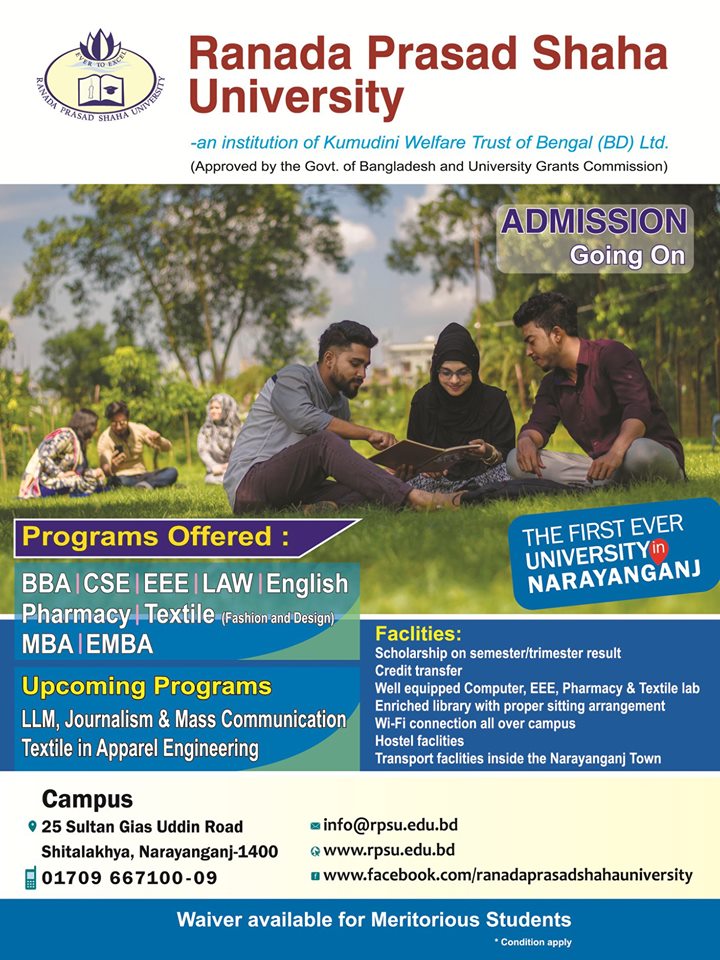 EVER TO EXCEL
RANADA PRASAD SHAHA UNIVERSITY
Ranada Prasad Shaha
University
-an institution of Kumudini Welfare Trust of Bengal (BD) Ltd.
(Approved by the Govt. of Bangladesh and University Grants Commission)
ADMISSION
Going On
THE FIRST EVER
UNIVERSITY in
NARAYANGANJ
Programs Offered :
BBA | CSE | EEE | LAW | English
Pharmacy | Textile (Fashion and Design)
MBA | EMBA
Upcoming Programs
LLM, Journalism & Mass Communication
Textile in Apparel Engineering
Faclities:
Scholarship on semester/trimester result
Credit transfer
Well equipped Computer, EEE, Pharmacy & Textile lab
Enriched library with proper sitting arrangement
Wi-Fi connection all over campus
Hostel faclities
Transport faclities inside the Narayanganj Town
Campus
25 Sultan Gias Uddin Road
Shitalakhya, Narayanganj-1400
01709 667100-09
info@rpsu.edu.bd
www.rpsu.edu.bd
www.facebook.com/ranadaprasadshahauniversity
Waiver available for Meritorious Students
* Condition apply